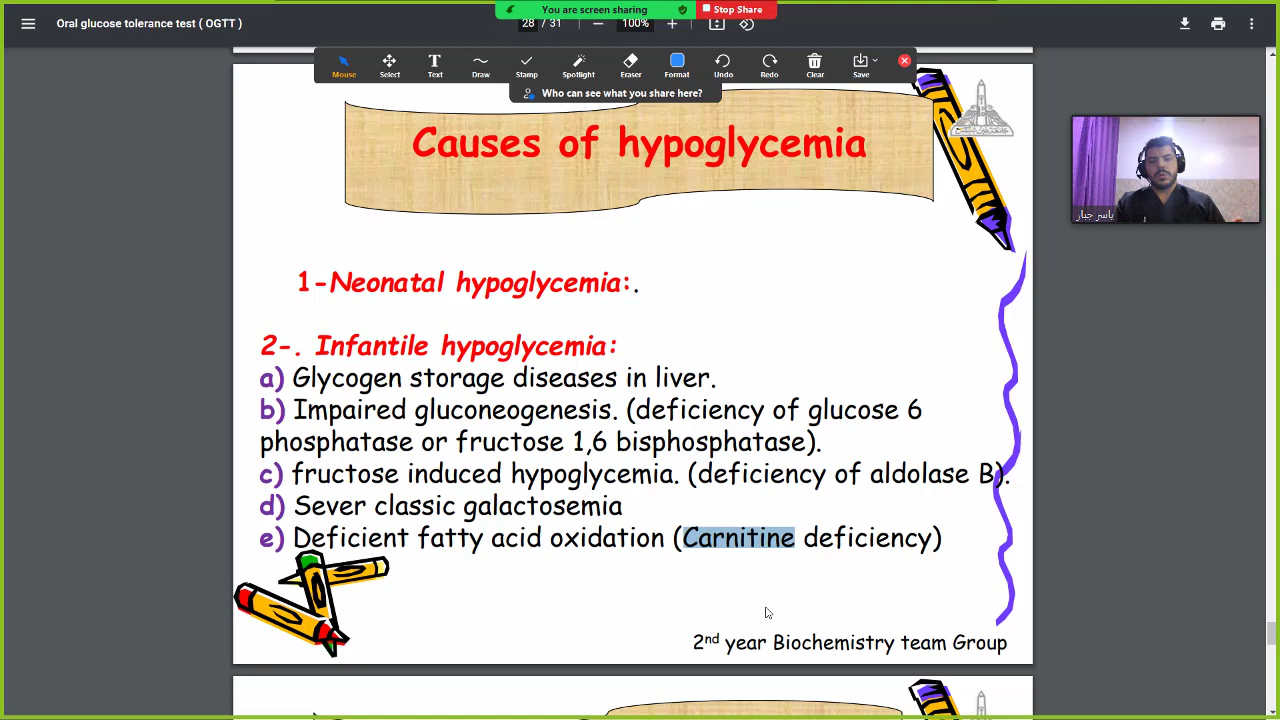 You are screen sharing
Stop Share
Oral glucose tolerance test ( OGTT )
28 / 31
100%
Mouse
Select
Text
Draw
Stamp
Spotlight
Eraser
Format
Undo
Redo
Clear
Save
Who can see what you share here?
Causes of hypoglycemia
1-Neonatal hypoglycemia:.
2-. Infantile hypoglycemia:
a) Glycogen storage diseases in liver.
b) Impaired gluconeogenesis. (deficiency of glucose 6
phosphatase or fructose 1,6 bisphosphatase).
c) fructose induced hypoglycemia. (deficiency of aldolase B).
d) Sever classic galactosemia
e) Deficient fatty acid oxidation (Carnitine deficiency)
2nd year Biochemistry team Group
ياسر جبار